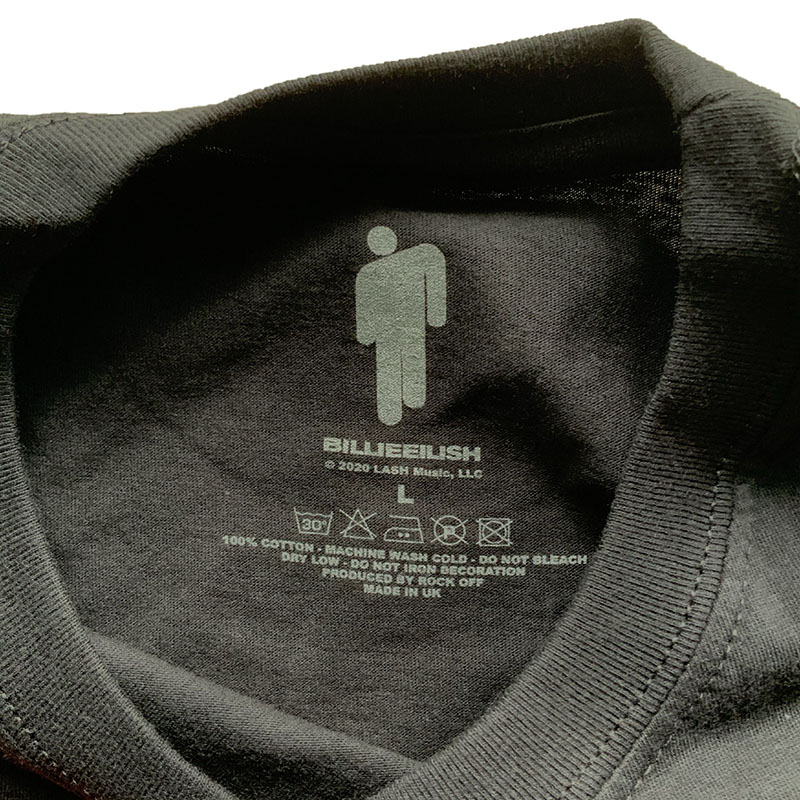 BILLIEEILISH
© 2020 LASH Music, LLC
L
30°
P
100% COTTON - MACHINE WASH COLD - DO NOT BLEACH
DRY LOW - DO NOT IRON DECORATION
PRODUCED BY ROCK OFF
MADE IN UK